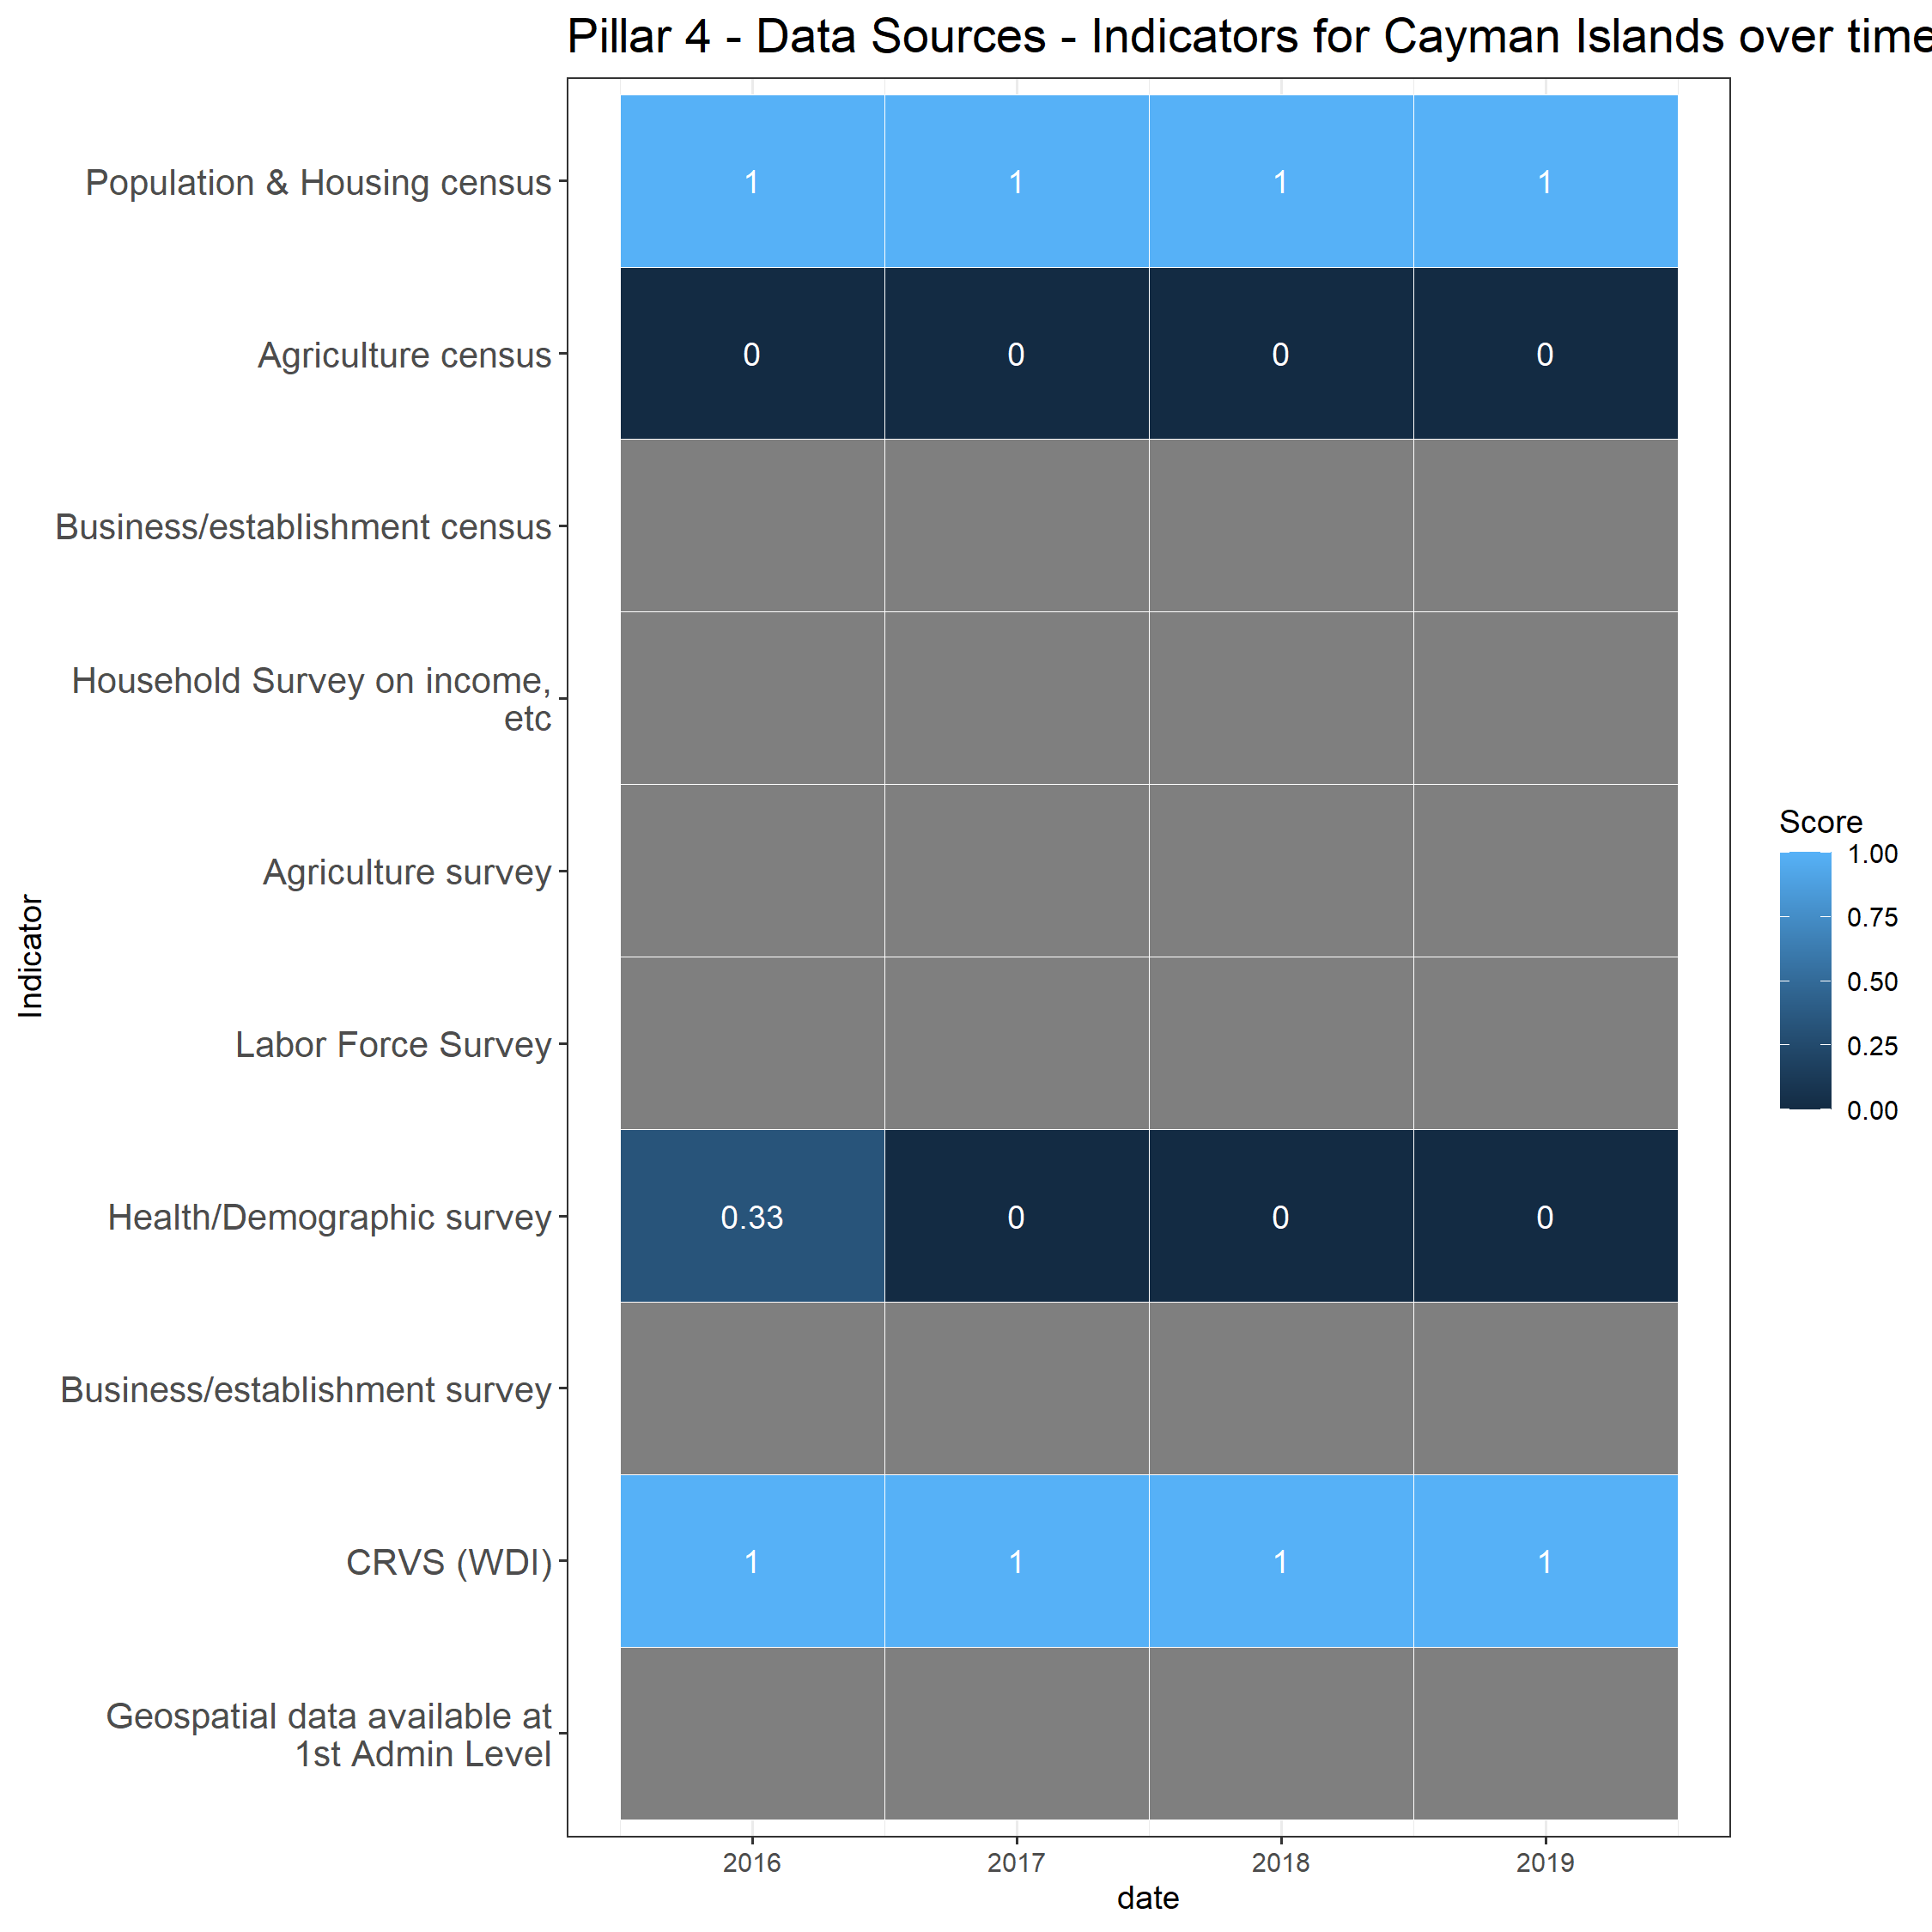 Pillar 4 - Data Sources - Indicators for Cayman Islands over time
Population & Housing census
1 1 1 1
Agriculture census
0 0 0 0
Business/establishment census
Household Survey on income,
etc
Agriculture survey
Labor Force Survey
Health/Demographic survey
0.33 0 0 0
Business/establishment survey
CRVS (WDI)
1 1 1 1
Geospatial data available at
1st Admin Level
Indicator
2016 2017 2018 2019
date
Score
1.00
0.75
0.50
0.25
0.00